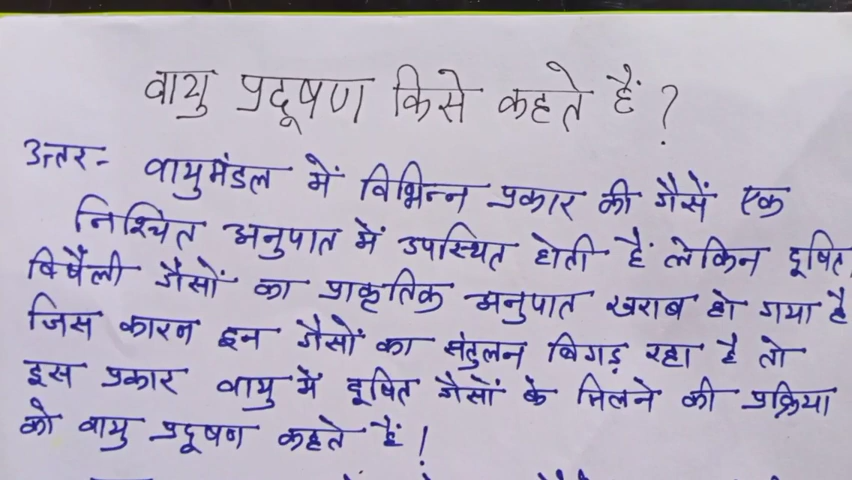 वायु प्रदूषण किसे कहते हैं ?
उत्तर- वायुमंडल में विभिन्न प्रकार की गैसें एक
निश्चित अनुपात में उपस्थित होती हैं लेकिन दूषित,
विषैली गैसों का प्राकृतिक अनुपात खराब हो गया है
जिस कारन इन गैसों का संतुलन बिगड़ रहा है तो
इस प्रकार वायु में दूषित गैसों के मिलने की प्रक्रिया
को वायु प्रदूषण कहते हैं !